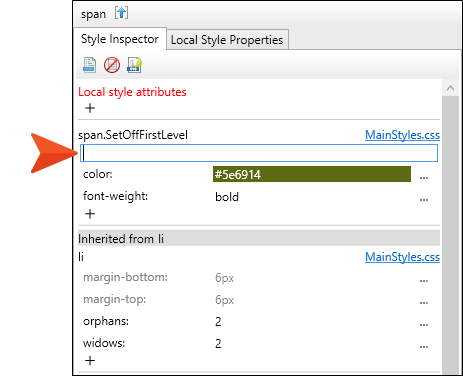 span
Style Inspector Local Style Properties
Local style attributes
+
span.SetOffFirstLevel MainStyles.css
color: #5e6914 ...
font-weight: bold ...
+
Inherited from li
li MainStyles.css
margin-bottom: 6px ...
margin-top: 6px ...
orphans: 2 ...
widows: 2 ...
+